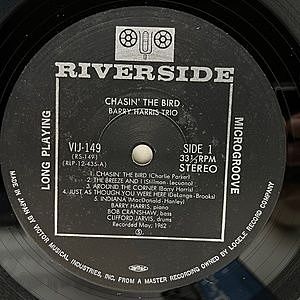 RIVERSIDE
CHASIN' THE BIRD
BARRY HARRIS TRIO
LONG PLAYING
MICROGROOVE
VIJ-149
(RS-149)
(RLP-12-435-A)
SIDE 1
33⅓ RPM
STEREO
1. CHASIN' THE BIRD (Charlie Parker)
2. THE BREEZE AND I (Stillman-Lecuona)
3. AROUND THE CORNER (Barry Harris)
4. JUST AS THOUGH YOU WERE HERE (DeLange-Brooks)
5. INDIANA (MacDonald-Hanley)
BARRY HARRIS, piano
BOB CRANSHAW, bass
CLIFFORD JARVIS, drums
Recorded May, 1962
MADE IN JAPAN BY VICTOR MUSICAL INDUSTRIES, INC. FROM A MASTER RECORDING OWNED BY